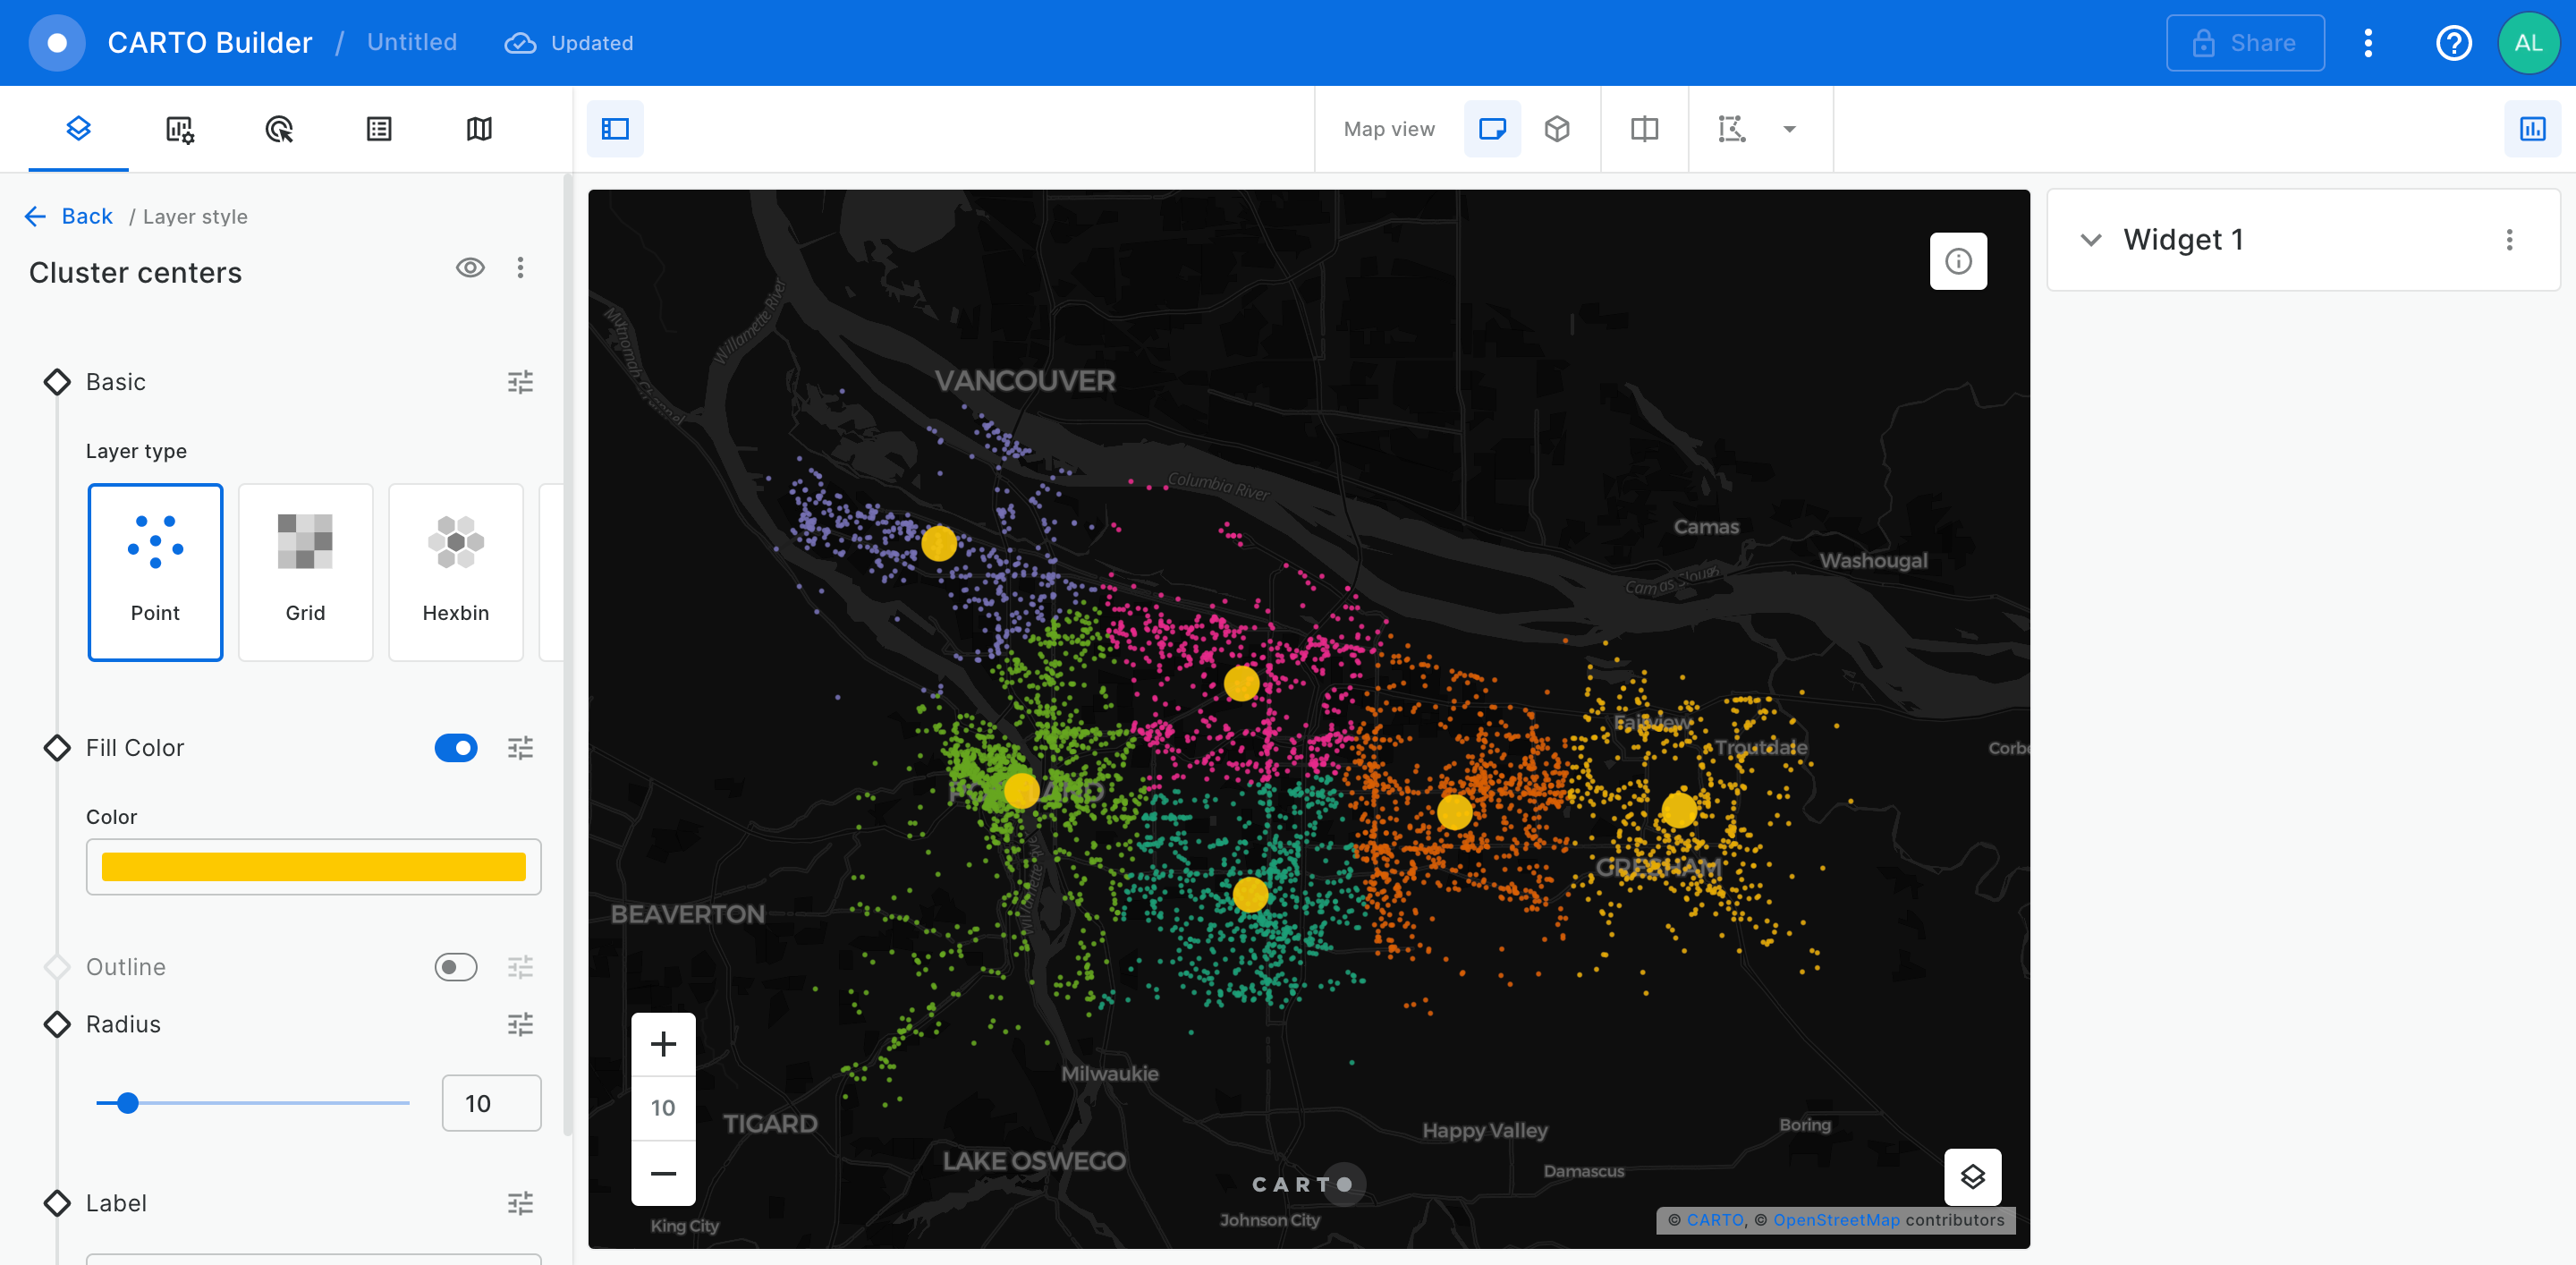 CARTO Builder / Untitled Updated Share AL
Map view
Back / Layer style
Cluster centers
Basic
Layer type
Point Grid Hexbin
Fill Color
Color
Outline
Radius
10
Label
Widget 1
Willamette River
VANCOUVER
Columbia River
Camas
Washougal
Camas Slough
Fairview
Troutdale
PORTLAND
GRESHAM
BEAVERTON
Willamette River
Milwaukie
TIGARD
Happy Valley
Boring
LAKE OSWEGO
Damascus
King City
Johnson City
10
CARTO
© CARTO, © OpenStreetMap contributors